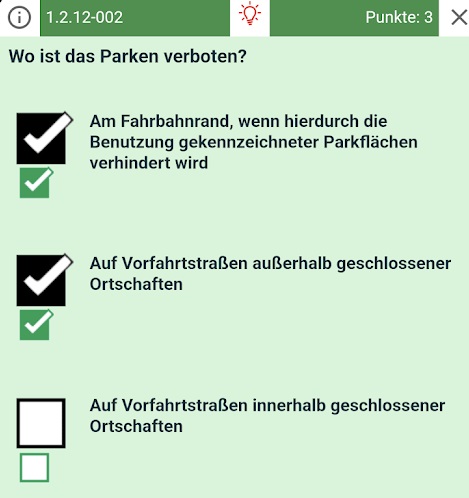 1.2.12-002
Punkte: 3
Wo ist das Parken verboten?
Am Fahrbahnrand, wenn hierdurch die
Benutzung gekennzeichneter Parkflächen
verhindert wird
Auf Vorfahrtstraßen außerhalb geschlossener
Ortschaften
Auf Vorfahrtstraßen innerhalb geschlossener
Ortschaften